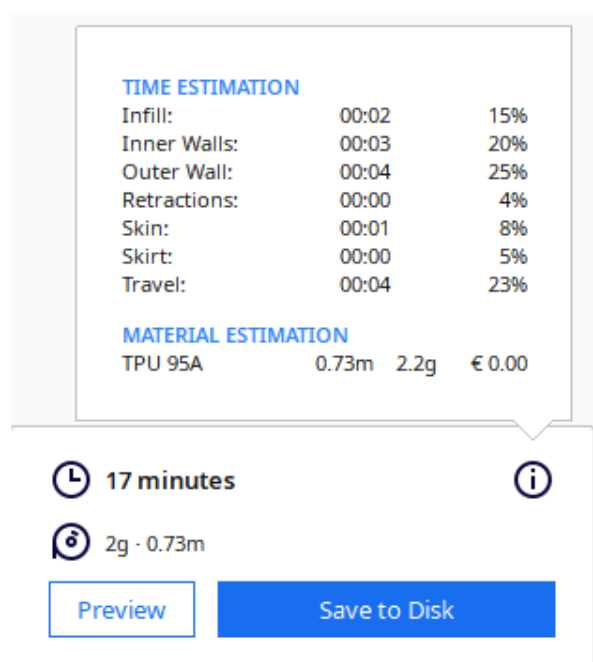 TIME ESTIMATION
Infill: 00:02 15%
Inner Walls: 00:03 20%
Outer Wall: 00:04 25%
Retractions: 00:00 4%
Skin: 00:01 8%
Skirt: 00:00 5%
Travel: 00:04 23%
MATERIAL ESTIMATION
TPU 95A 0.73m 2.2g € 0.00
17 minutes
2g · 0.73m
Preview Save to Disk